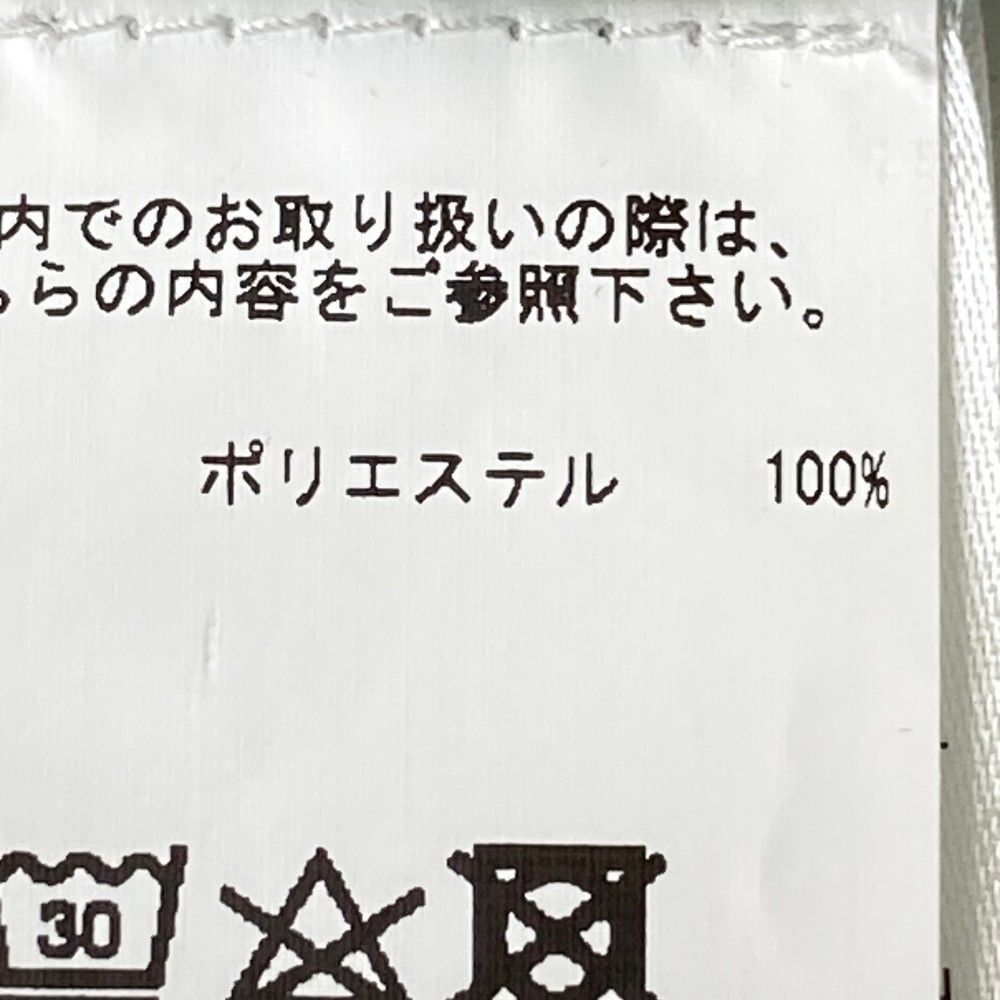 内でのお取り扱いの際は、
ちらの内容をご参照下さい。
ポリエステル 100%
30